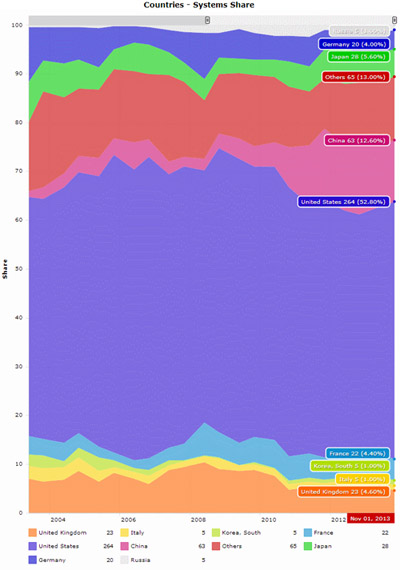 Countries - Systems Share
100
90
80
70
60
50
40
30
20
10
0
Share
Russia 5 (1.00%)
Germany 20 (4.00%)
Japan 28 (5.60%)
Others 65 (13.00%)
China 63 (12.60%)
United States 264 (52.80%)
France 22 (4.40%)
Korea, South 5 (1.00%)
Italy 5 (1.00%)
United Kingdom 23 (4.60%)
2004 2006 2008 2010 2012
Nov 01, 2013
United Kingdom 23 Italy 5 Korea, South 5 France 22
United States 264 China 63 Others 65 Japan 28
Germany 20 Russia 5